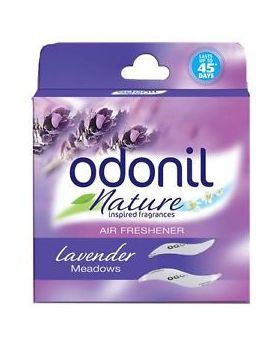 LASTS UP TO
45*
DAYS
odonil
Nature
inspired fragrances
AIR FRESHENER
Lavender
Meadows